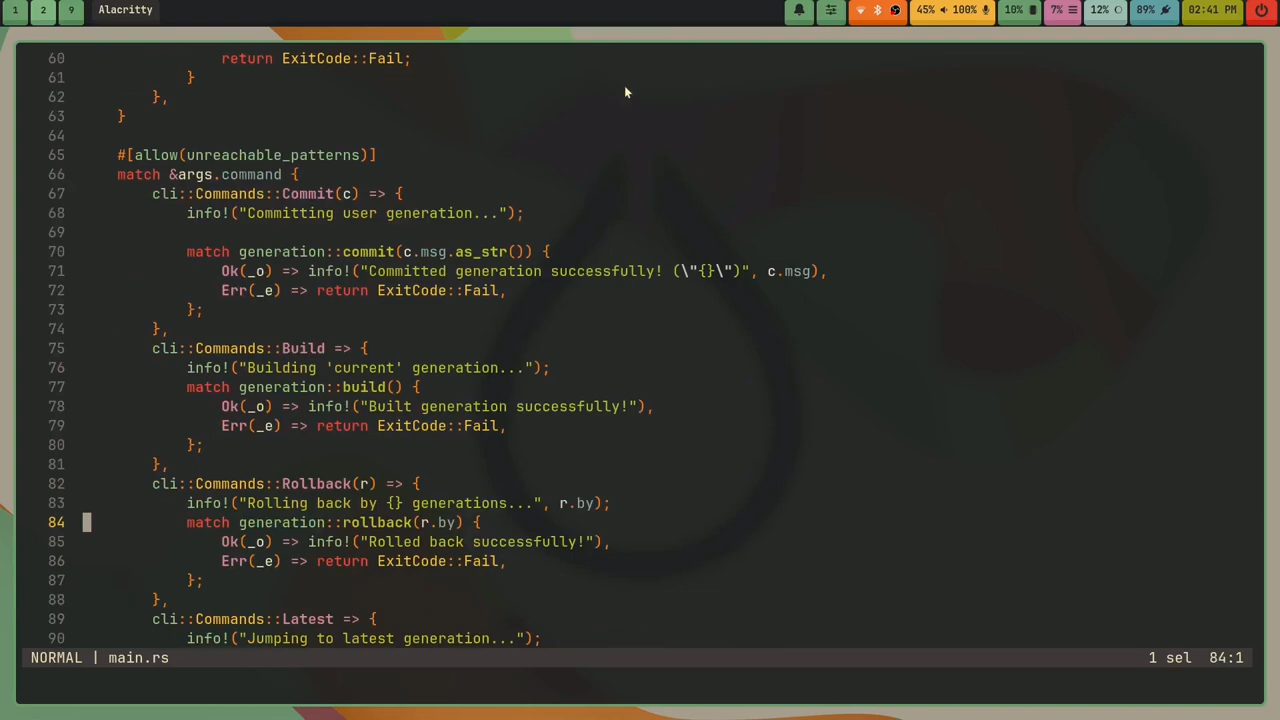 1 2 9 Alacritty 45% 100% 10% 7% 12% 89% 02:41 PM
60 return ExitCode::Fail;
61 }
62 },
63 }
64
65 #[allow(unreachable_patterns)]
66 match &args.command {
67 cli::Commands::Commit(c) => {
68 info!("Committing user generation...");
69
70 match generation::commit(c.msg.as_str()) {
71 Ok(_o) => info!("Committed generation successfully! (\"{}\")", c.msg),
72 Err(_e) => return ExitCode::Fail,
73 };
74 },
75 cli::Commands::Build => {
76 info!("Building 'current' generation...");
77 match generation::build() {
78 Ok(_o) => info!("Built generation successfully!"),
79 Err(_e) => return ExitCode::Fail,
80 };
81 },
82 cli::Commands::Rollback(r) => {
83 info!("Rolling back by {} generations...", r.by);
84 match generation::rollback(r.by) {
85 Ok(_o) => info!("Rolled back successfully!"),
86 Err(_e) => return ExitCode::Fail,
87 };
88 },
89 cli::Commands::Latest => {
90 info!("Jumping to latest generation...");
NORMAL | main.rs 1 sel 84:1